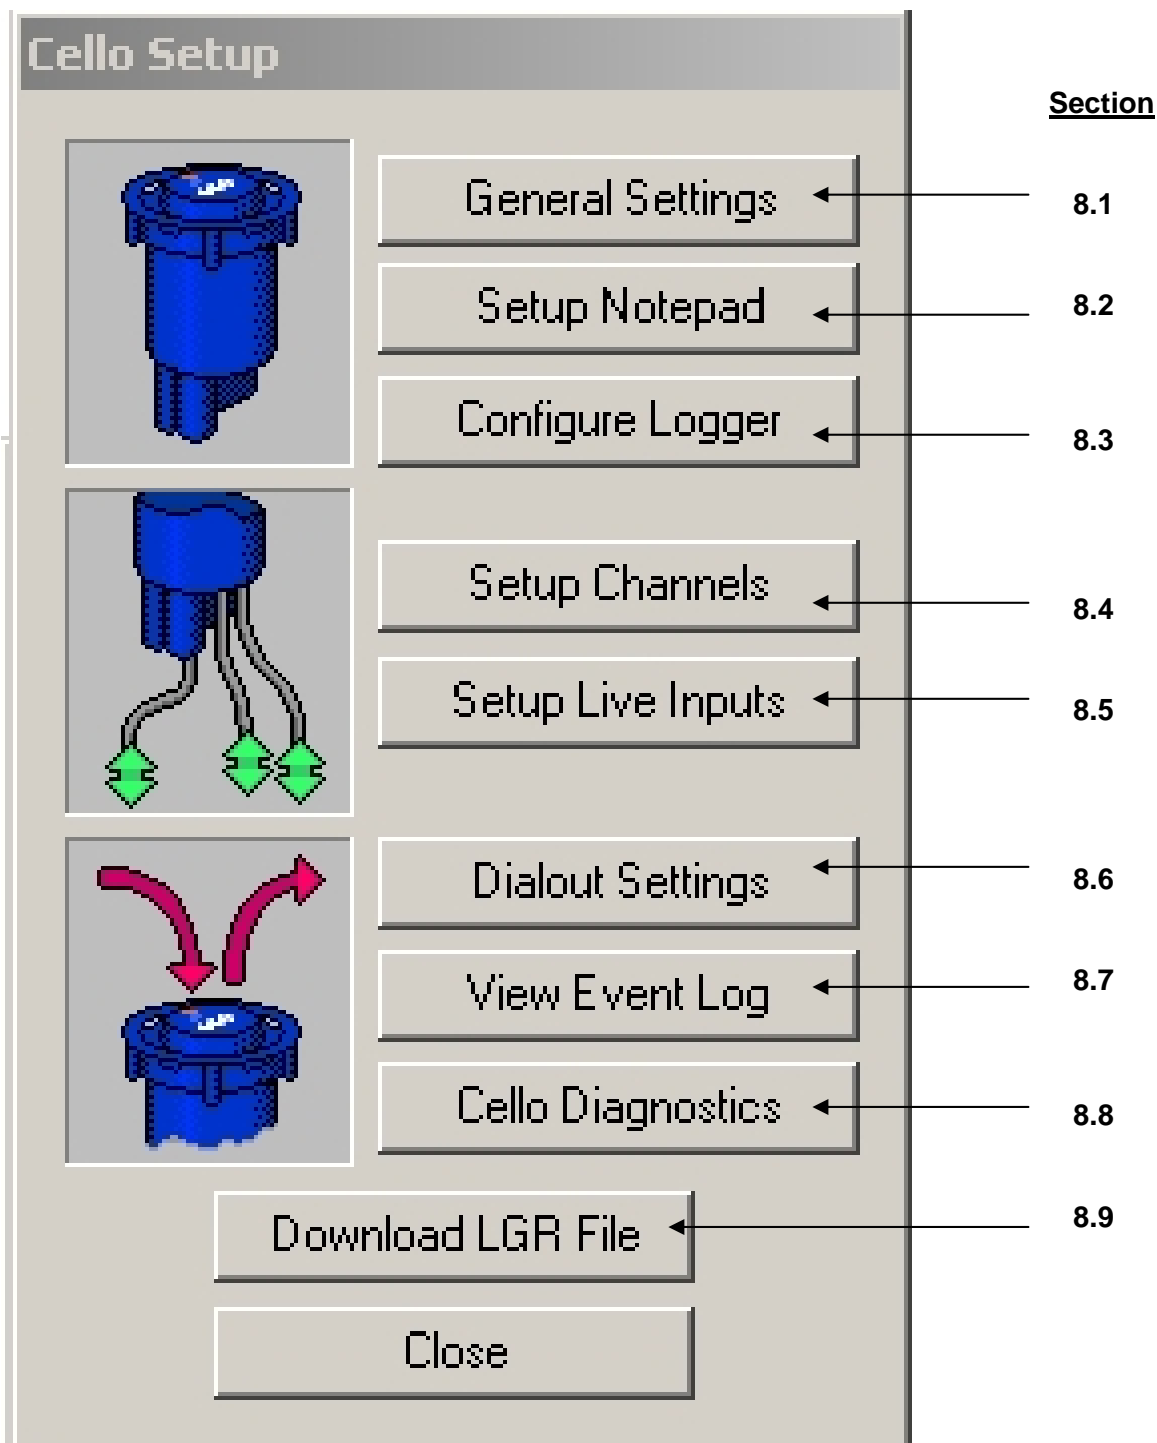 Cello Setup
Section
General Settings 8.1
Setup Notepad 8.2
Configure Logger 8.3
Setup Channels 8.4
Setup Live Inputs 8.5
Dialout Settings 8.6
View Event Log 8.7
Cello Diagnostics 8.8
Download LGR File 8.9
Close